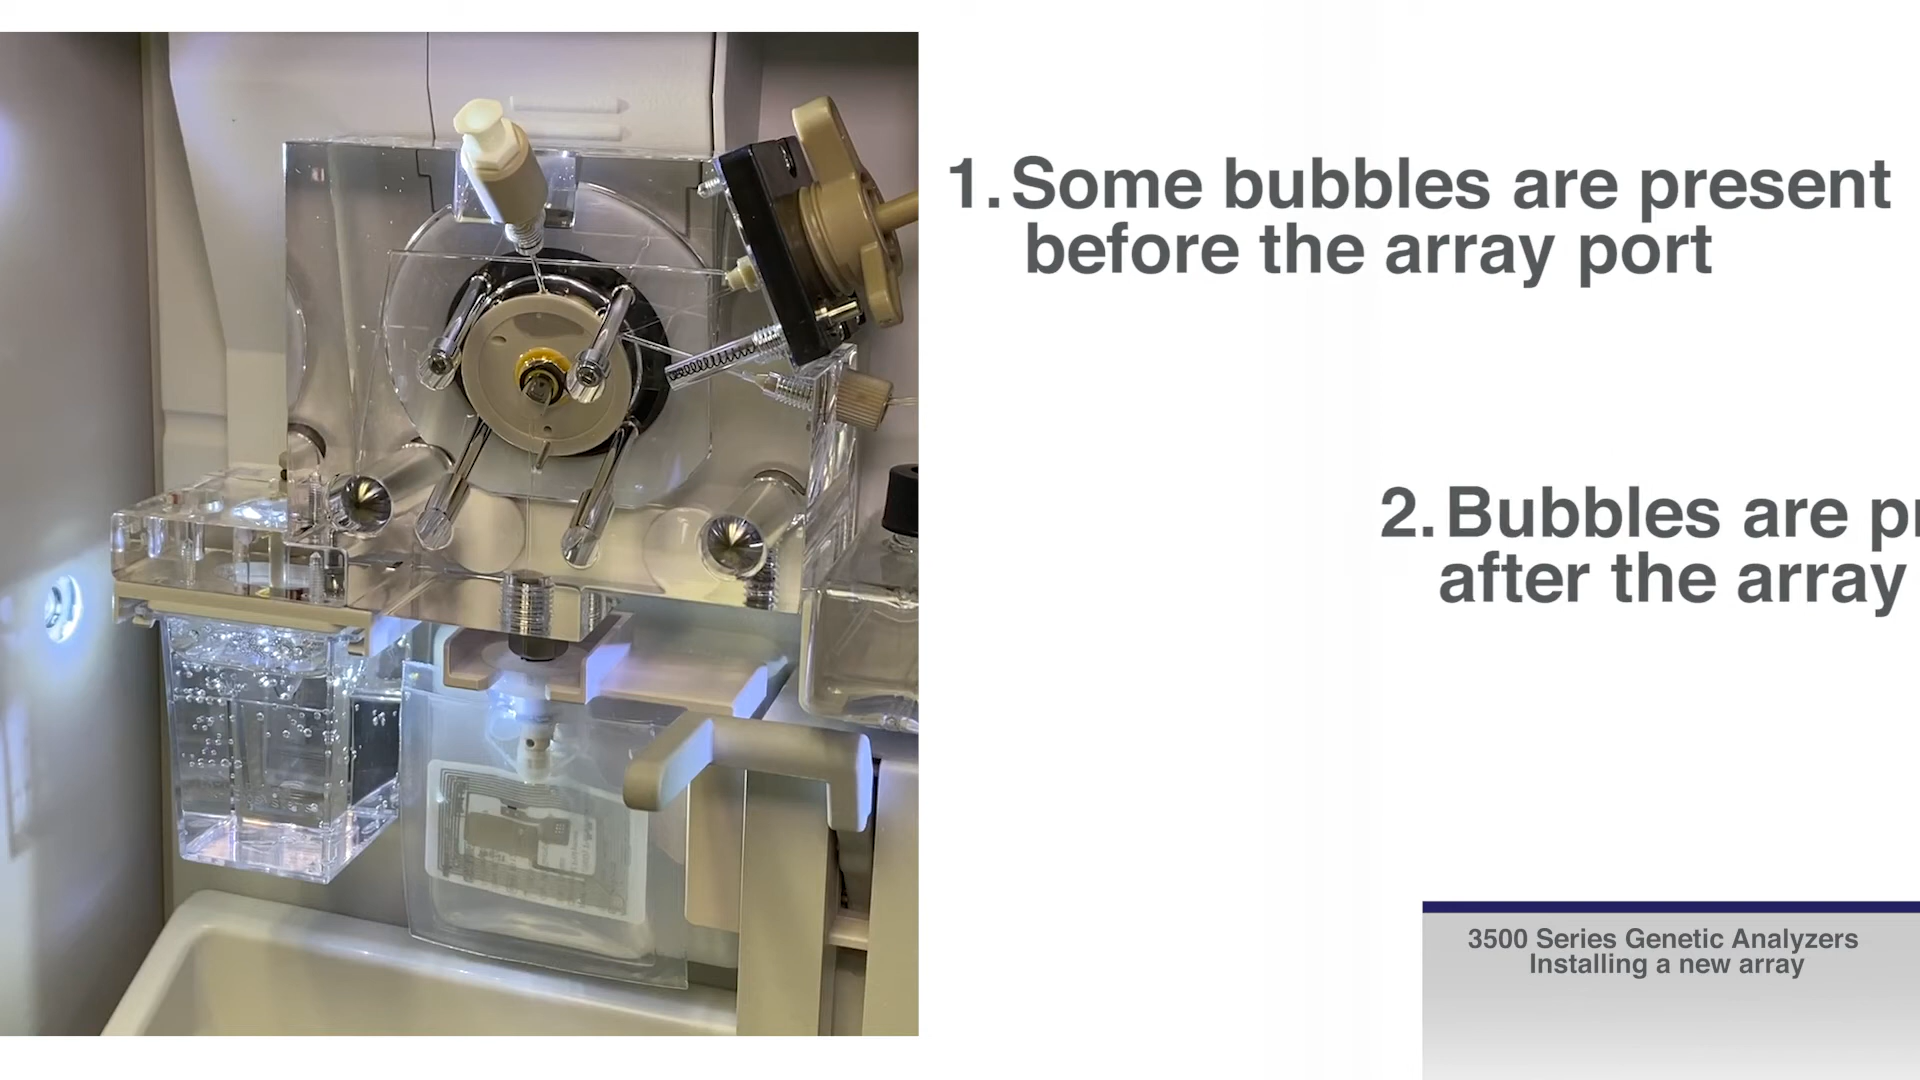 1. Some bubbles are present
before the array port
2. Bubbles are pr
after the array
3500 Series Genetic Analyzers
Installing a new array